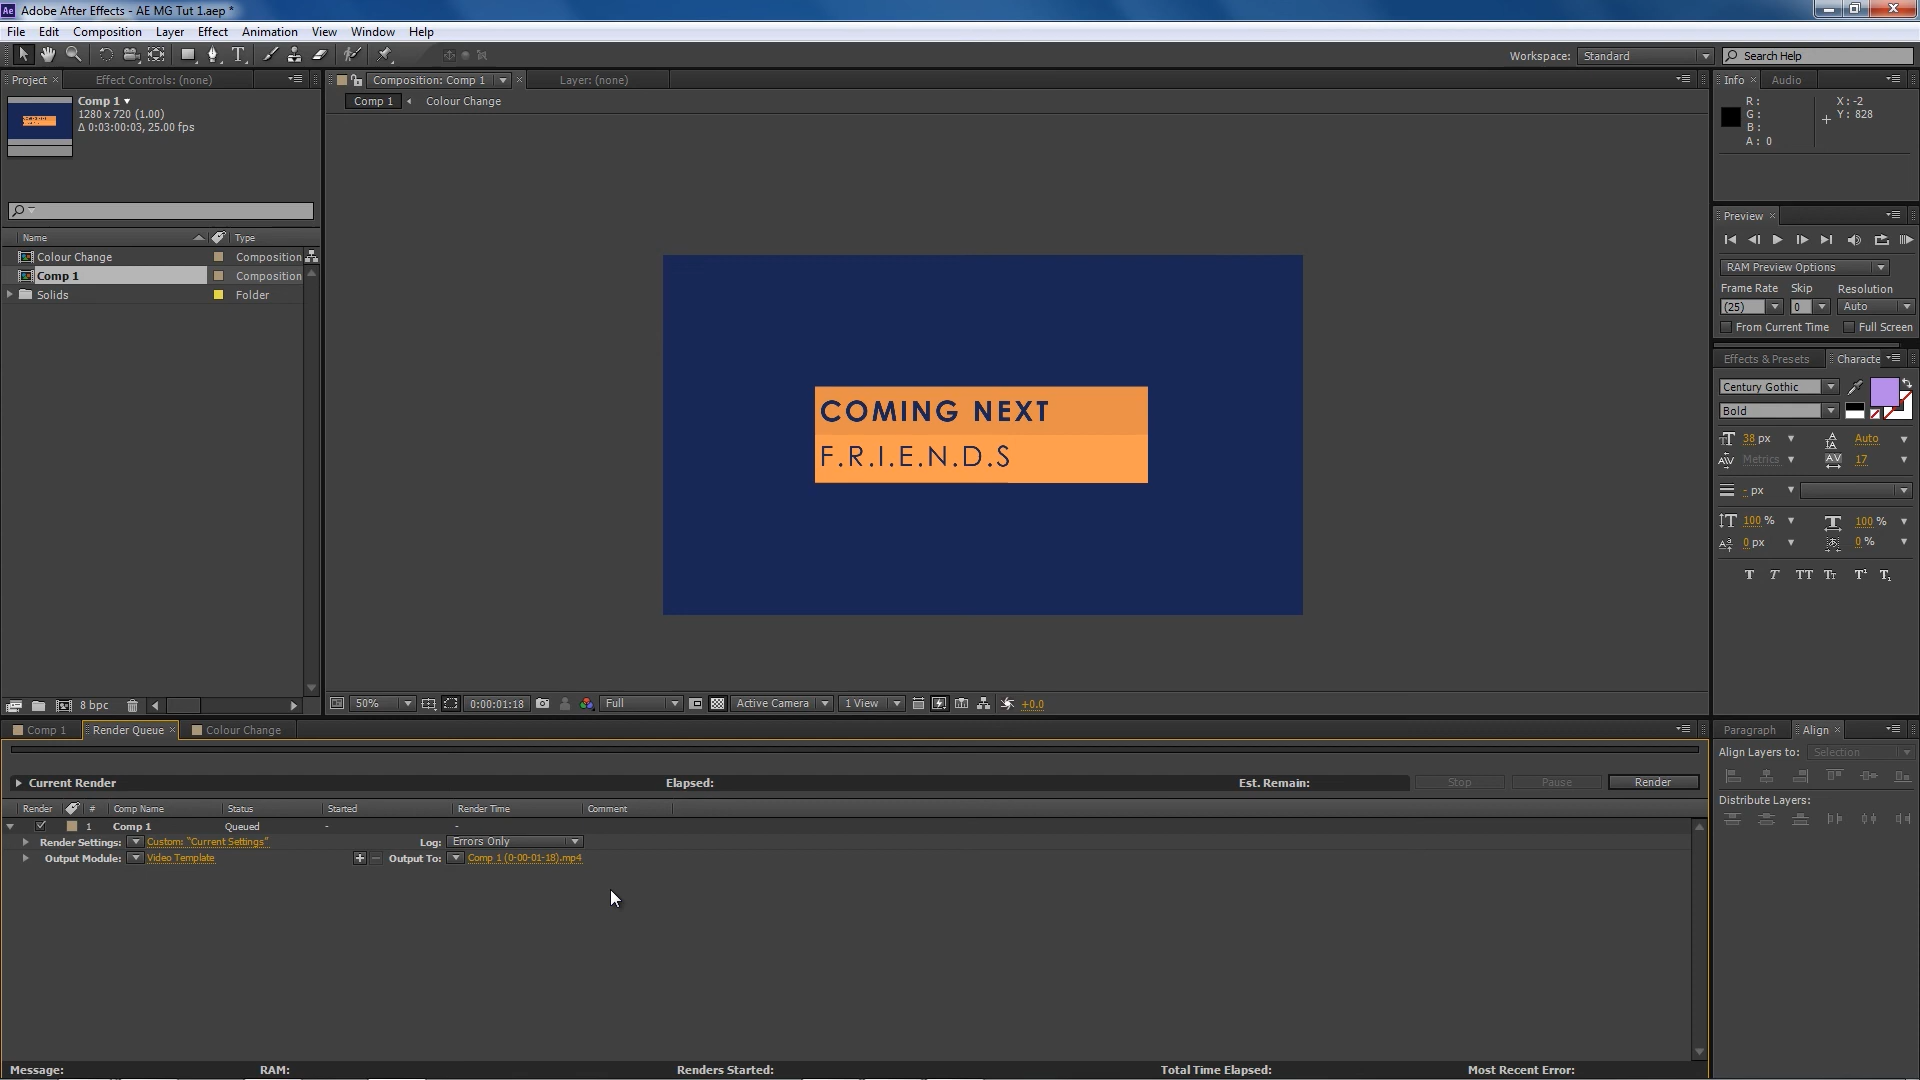 Ae Adobe After Effects - AE MG Tut 1.aep *
File Edit Composition Layer Effect Animation View Window Help
Workspace: Standard Search Help
Project Effect Controls: (none)
Comp 1
1280 x 720 (1.00)
Δ 0:03:00:03, 25.00 fps
Name Type
Colour Change Composition
Comp 1 Composition
Solids Folder
8 bpc
Composition: Comp 1 Layer: (none)
Comp 1 Colour Change
COMING NEXT
F.R.I.E.N.D.S
50% 0:00:01:18 Full Active Camera 1 View +0.0
Info Audio
R: X: -2
G: Y: 828
B:
A: 0
Preview
RAM Preview Options
Frame Rate Skip Resolution
(25) 0 Auto
From Current Time Full Screen
Effects & Presets Characte
Century Gothic
Bold
38 px Auto
Metrics 17
- px
100 % 100 %
0 px 0 %
T T TT Tt T¹ T₁
Comp 1 Render Queue Colour Change
Current Render Elapsed: Est. Remain: Stop Pause Render
Render # Comp Name Status Started Render Time Comment
1 Comp 1 Queued - -
Render Settings: Custom: "Current Settings" Log: Errors Only
Output Module: Video Template Output To: Comp 1 (0-00-01-18).mp4
Message: RAM: Renders Started: Total Time Elapsed: Most Recent Error:
Paragraph Align
Align Layers to: Selection
Distribute Layers: